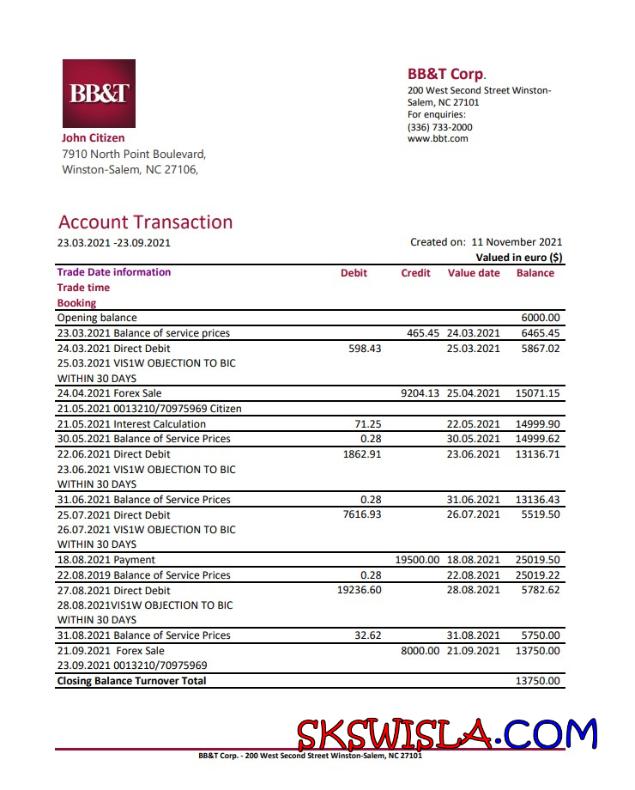 BB&T
BB&T Corp.
200 West Second Street Winston-
Salem, NC 27101
For enquiries:
(336) 733-2000
www.bbt.com
John Citizen
7910 North Point Boulevard,
Winston-Salem, NC 27106,
Account Transaction
23.03.2021 -23.09.2021
Created on: 11 November 2021
Valued in euro ($)
Trade Date information Debit Credit Value date Balance
Trade time
Booking
Opening balance 6000.00
23.03.2021 Balance of service prices 465.45 24.03.2021 6465.45
24.03.2021 Direct Debit 598.43 25.03.2021 5867.02
25.03.2021 VIS1W OBJECTION TO BIC
WITHIN 30 DAYS
24.04.2021 Forex Sale 9204.13 25.04.2021 15071.15
21.05.2021 0013210/70975969 Citizen
21.05.2021 Interest Calculation 71.25 22.05.2021 14999.90
30.05.2021 Balance of Service Prices 0.28 30.05.2021 14999.62
22.06.2021 Direct Debit 1862.91 23.06.2021 13136.71
23.06.2021 VIS1W OBJECTION TO BIC
WITHIN 30 DAYS
31.06.2021 Balance of Service Prices 0.28 31.06.2021 13136.43
25.07.2021 Direct Debit 7616.93 26.07.2021 5519.50
26.07.2021 VIS1W OBJECTION TO BIC
WITHIN 30 DAYS
18.08.2021 Payment 19500.00 18.08.2021 25019.50
22.08.2019 Balance of Service Prices 0.28 22.08.2021 25019.22
27.08.2021 Direct Debit 19236.60 28.08.2021 5782.62
28.08.2021VIS1W OBJECTION TO BIC
WITHIN 30 DAYS
31.08.2021 Balance of Service Prices 32.62 31.08.2021 5750.00
21.09.2021 Forex Sale 8000.00 21.09.2021 13750.00
23.09.2021 0013210/70975969
Closing Balance Turnover Total 13750.00
SKSWISLA.COM
BB&T Corp. - 200 West Second Street Winston-Salem, NC 27101